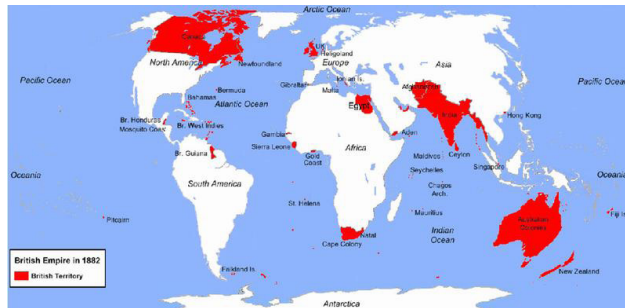 Arctic Ocean
Canada
UK
Heligoland
North America
Newfoundland
Europe
Asia
Pacific Ocean
Pacific Ocean
Ionian Is.
Gibraltar
Malta
Afghanistan
Bermuda
Bahamas
Atlantic Ocean
Egypt
India
Hong Kong
Br. Honduras
Mosquito Coast
Br. West Indies
Gambia
Aden
Sierra Leone
Gold
Coast
Africa
Maldives
Ceylon
Br. Guiana
Singapore
Seychelles
Oceania
Oceania
South America
Chagos
Arch.
St. Helena
Mauritius
Pitcairn
Indian
Ocean
Australian
Colonies
Fiji Is
Natal
Cape Colony
British Empire in 1882
British Territory
Falkland Is.
New Zealand
Antarctica